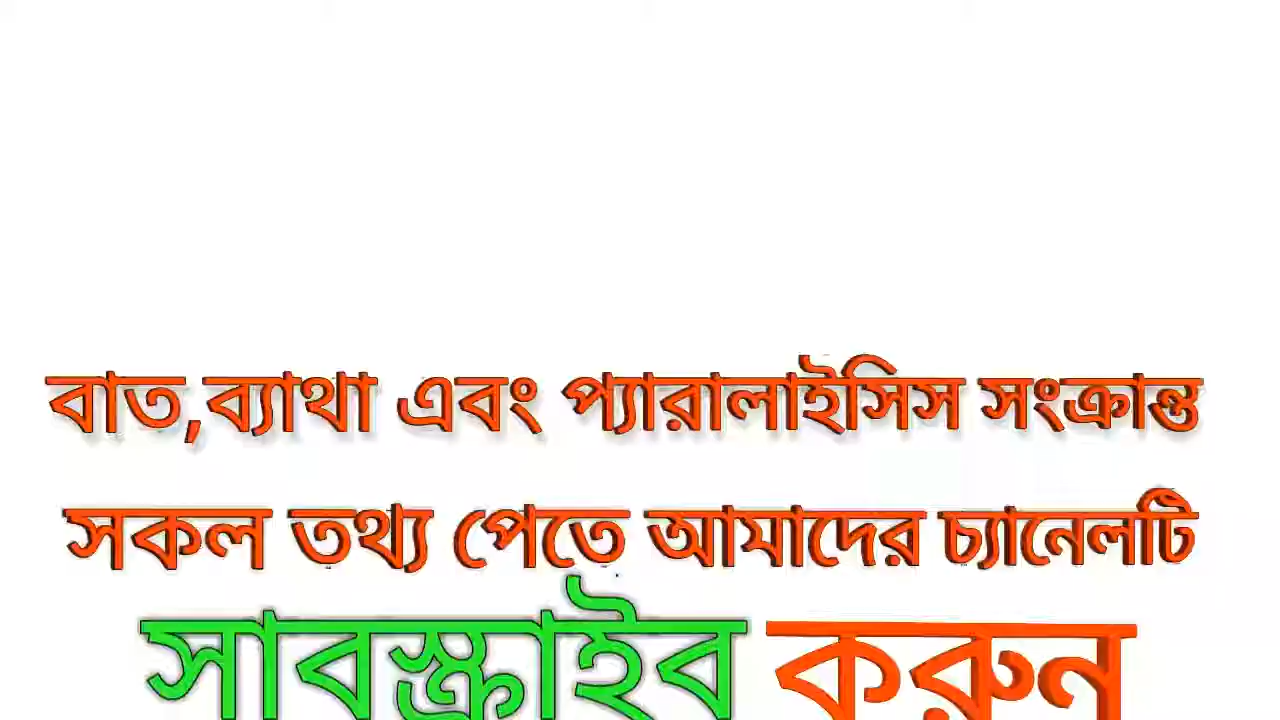 বাত,ব্যাথা এবং প্যারালাইসিস সংক্রান্ত
সকল তথ্য পেতে আমাদের চ্যানেলটি
সাবস্ক্রাইব করুন